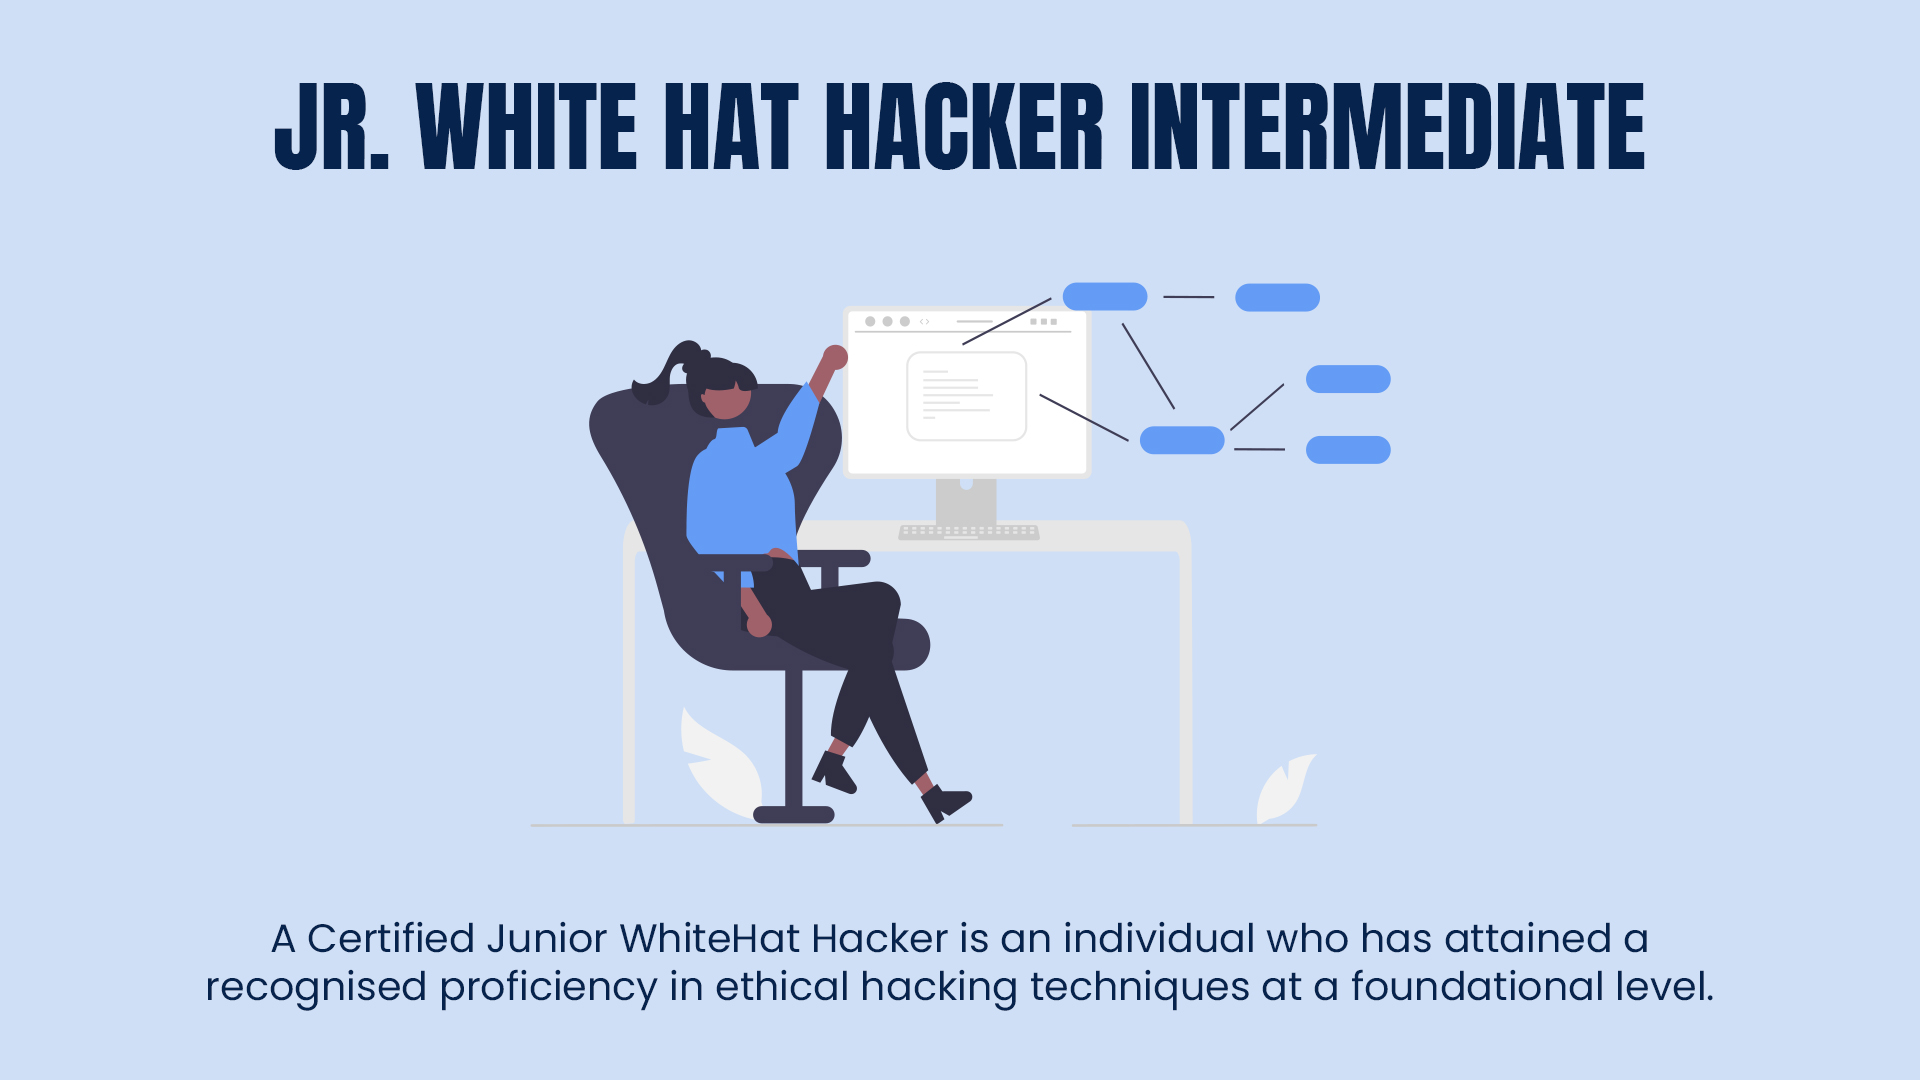 JR. WHITE HAT HACKER INTERMEDIATE
A Certified Junior WhiteHat Hacker is an individual who has attained a
recognised proficiency in ethical hacking techniques at a foundational level.